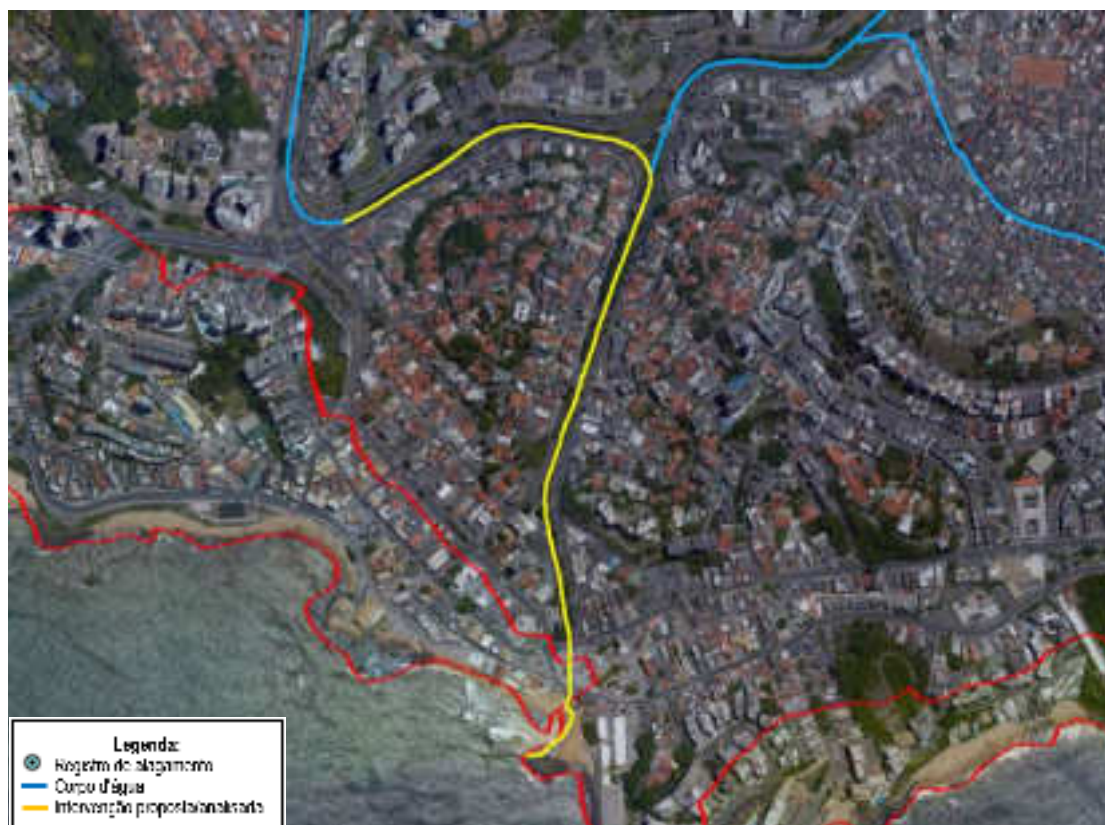 Legenda:
Registro de alagamento
Corpo d'água
Intervenção proposta/analisada